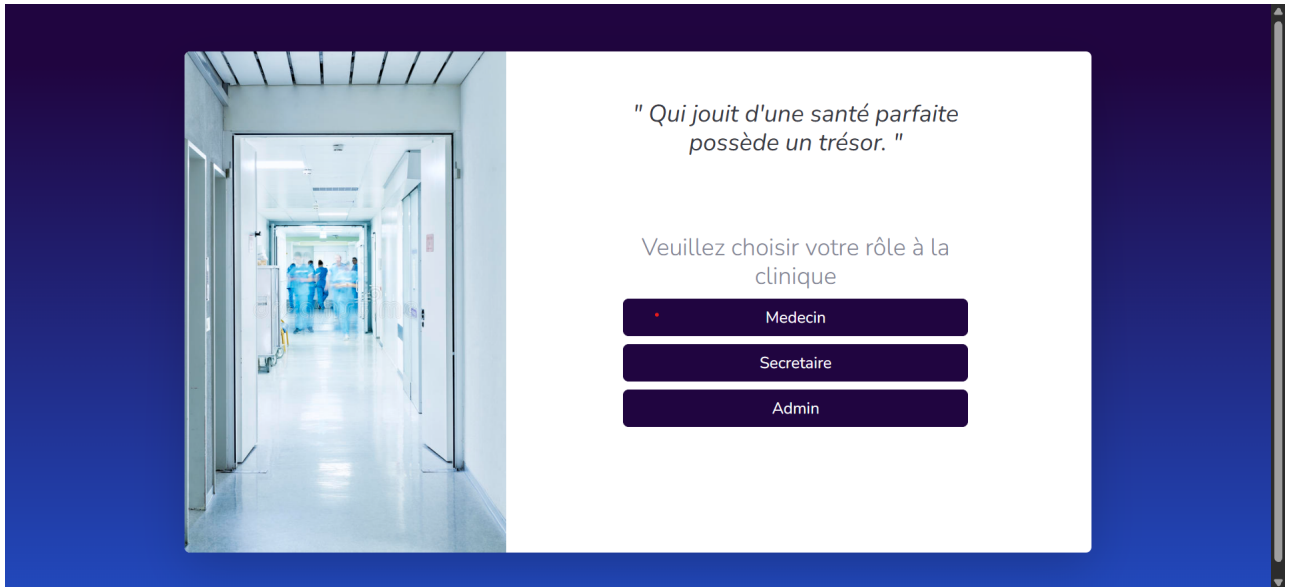 " Qui jouit d'une santé parfaite
possède un trésor. "
Veuillez choisir votre rôle à la
clinique
Medecin
Secretaire
Admin